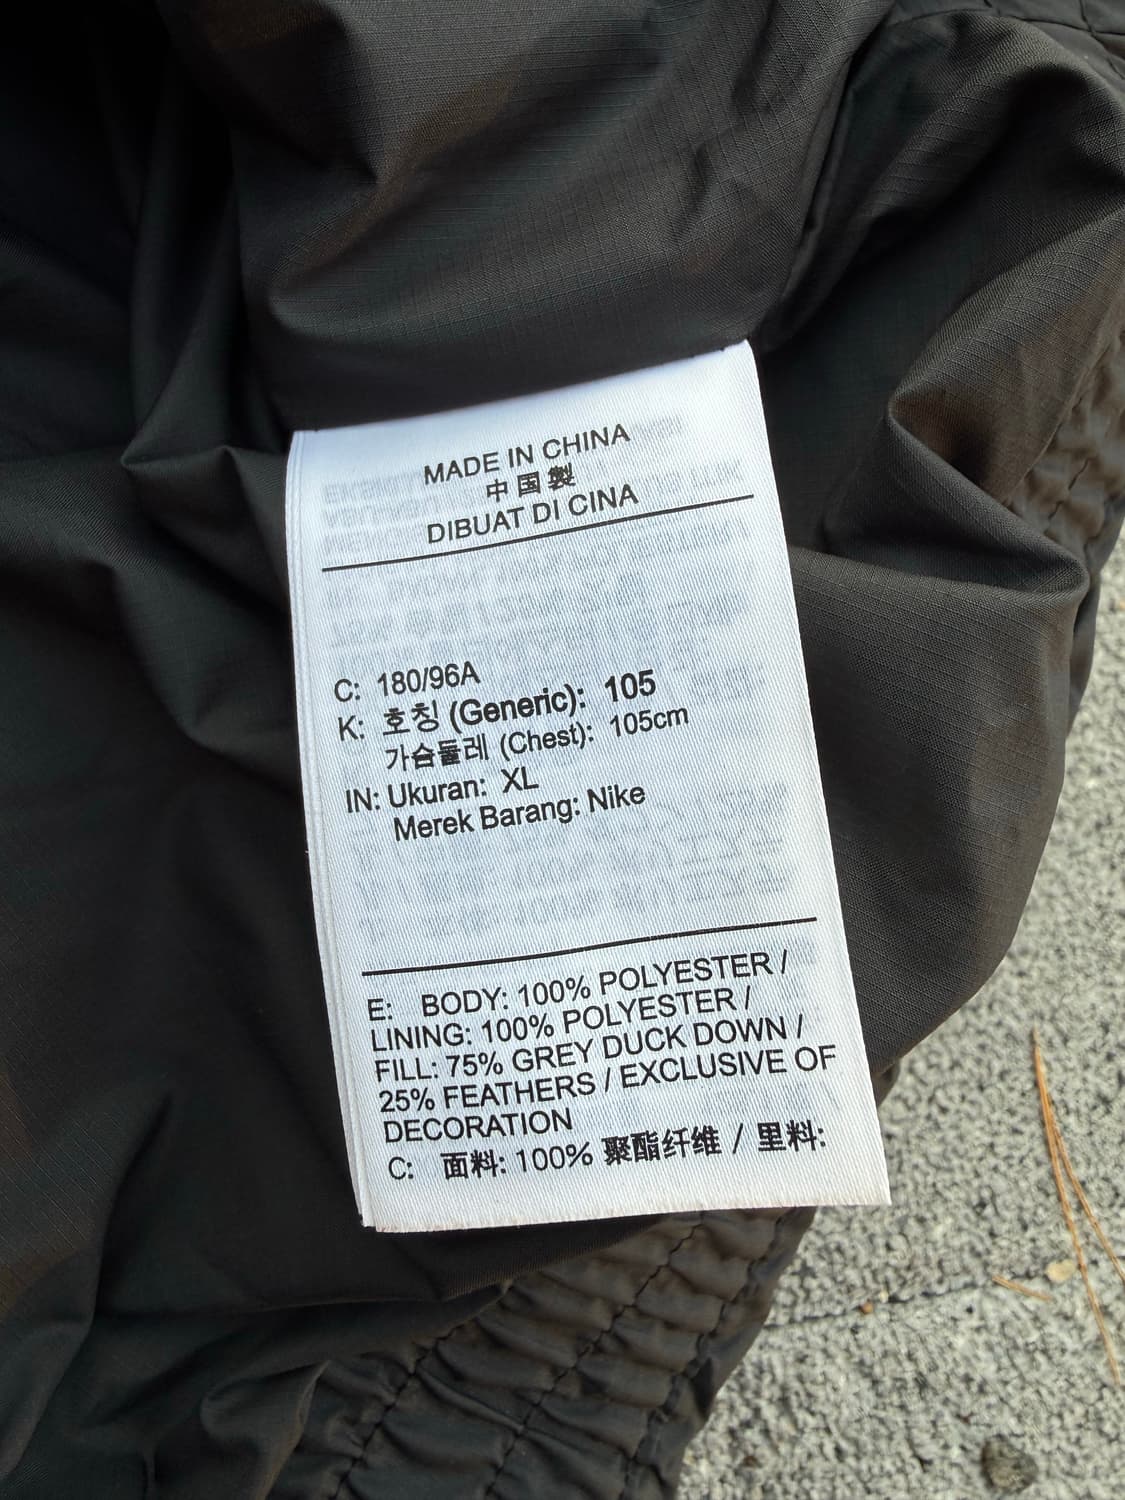 MADE IN CHINA
中国製
DIBUAT DI CINA
C: 180/96A
K: 호칭 (Generic): 105
가슴둘레 (Chest): 105cm
IN: Ukuran: XL
Merek Barang: Nike
E: BODY: 100% POLYESTER /
LINING: 100% POLYESTER /
FILL: 75% GREY DUCK DOWN /
25% FEATHERS / EXCLUSIVE OF
DECORATION
C: 面料: 100% 聚酯纤维 / 里料: